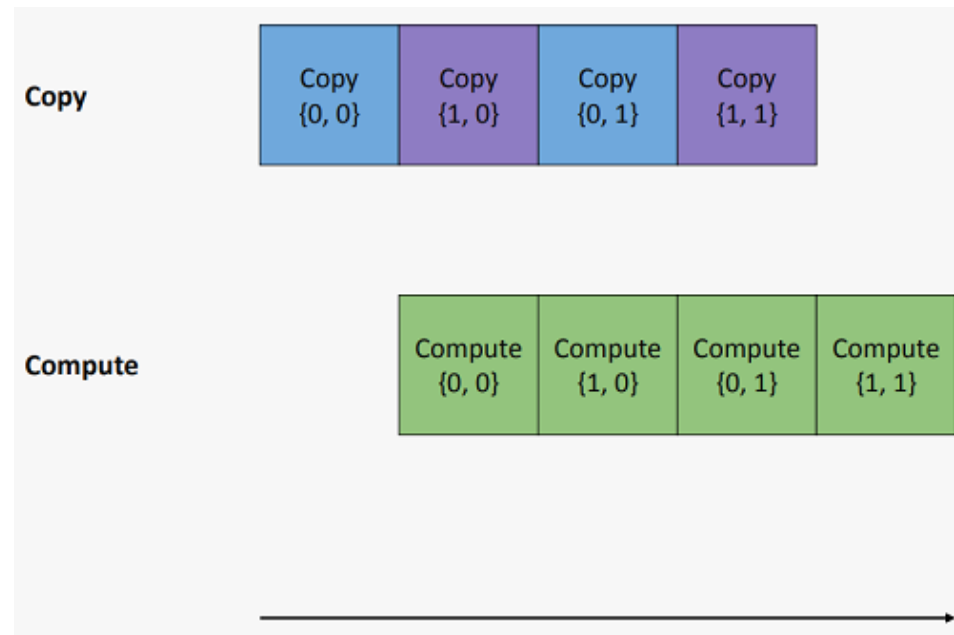 Copy
Copy
{0, 0}
Copy
{1, 0}
Copy
{0, 1}
Copy
{1, 1}
Compute
Compute
{0, 0}
Compute
{1, 0}
Compute
{0, 1}
Compute
{1, 1}